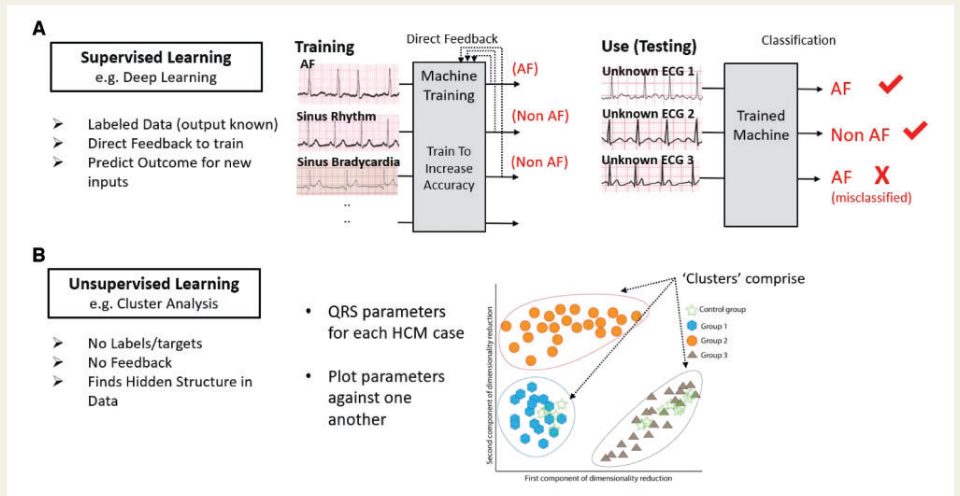 A
Supervised Learning
e.g. Deep Learning
Labeled Data (output known)
Direct Feedback to train
Predict Outcome for new
inputs
Training
Direct Feedback
AF
Sinus Rhythm
Sinus Bradycardia
..
..
Machine
Training
Train To
Increase
Accuracy
(AF)
(Non AF)
(Non AF)
Use (Testing)
Classification
Unknown ECG 1
Unknown ECG 2
Unknown ECG 3
Trained
Machine
AF
Non AF
AF X
(misclassified)
B
Unsupervised Learning
e.g. Cluster Analysis
No Labels/targets
No Feedback
Finds Hidden Structure in
Data
• QRS parameters
for each HCM case
• Plot parameters
against one
another
'Clusters' comprise
Control group
Group 1
Group 2
Group 3
Second component of dimensionality reduction
First component of dimensionality reduction